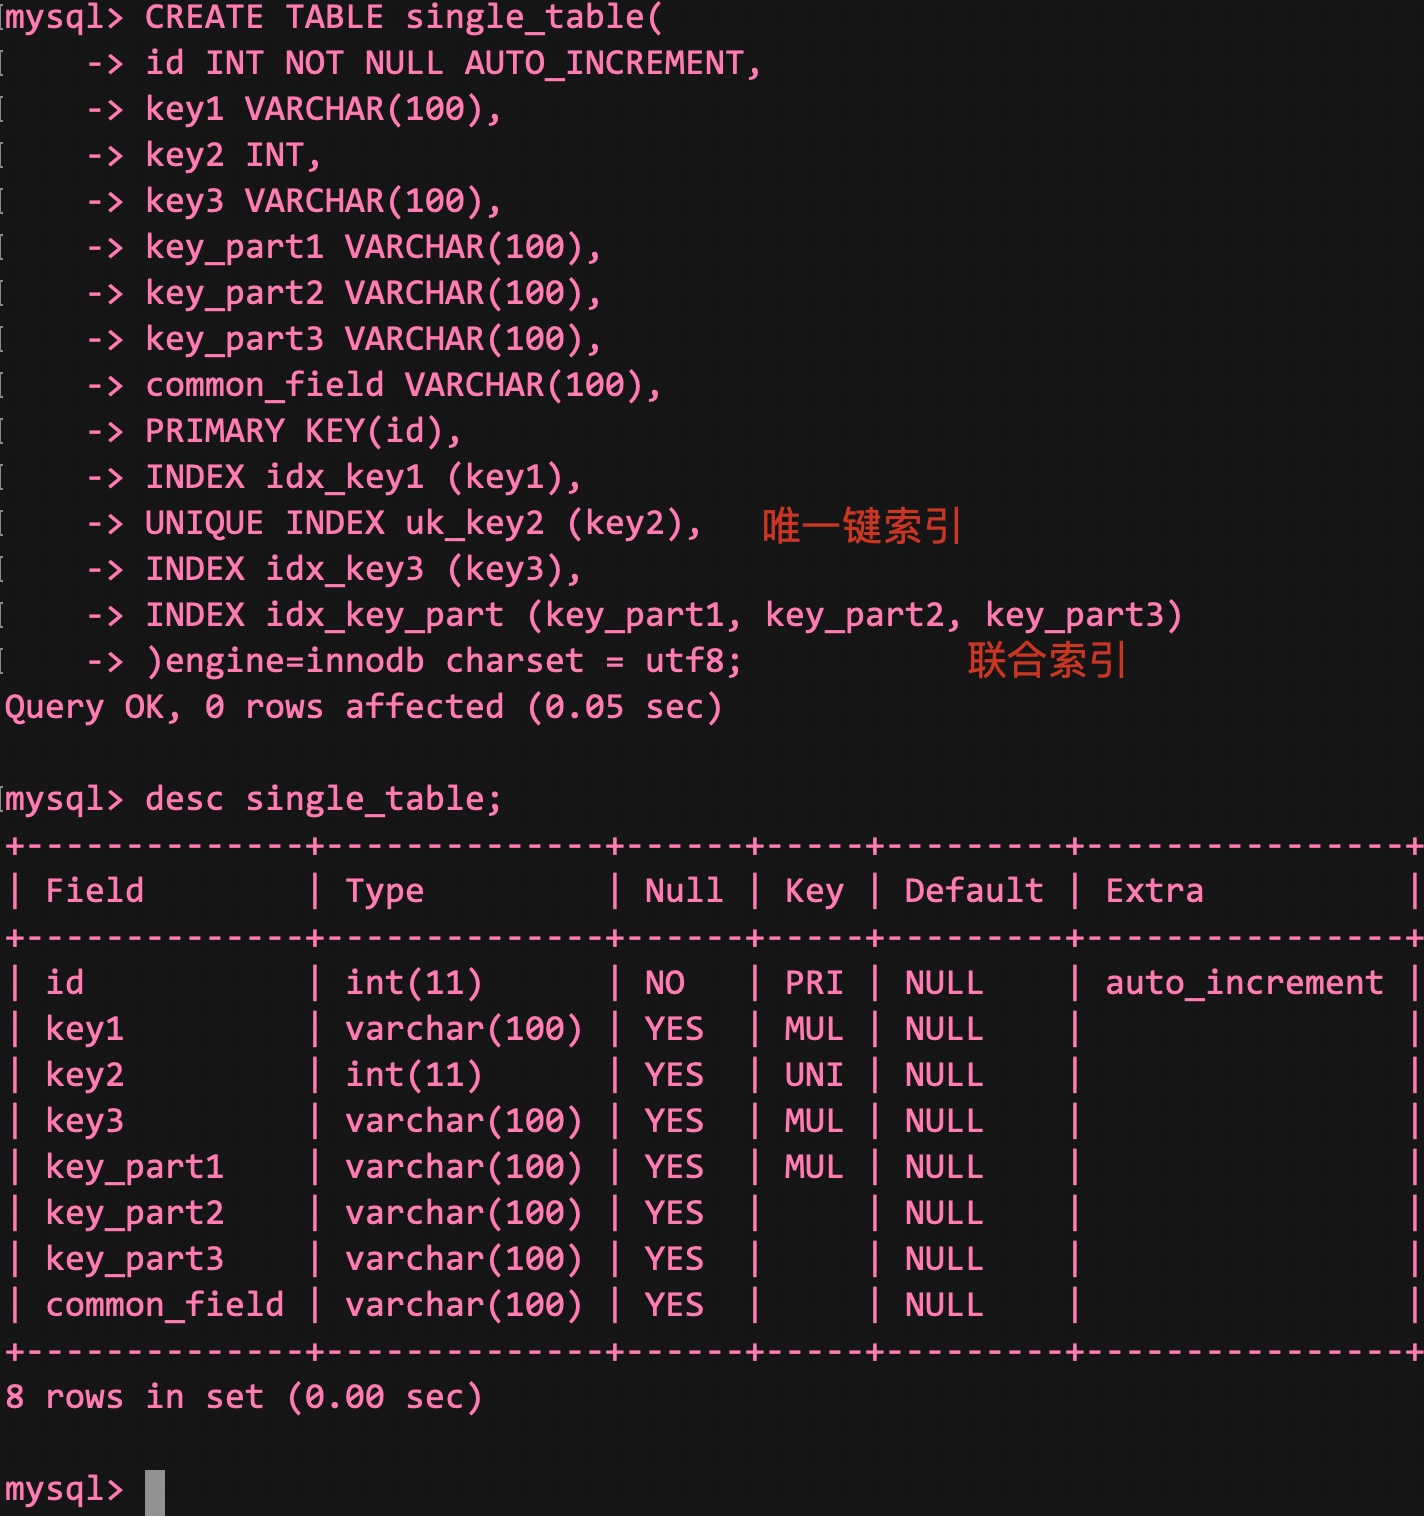 mysql> CREATE TABLE single_table(
    -> id INT NOT NULL AUTO_INCREMENT,
    -> key1 VARCHAR(100),
    -> key2 INT,
    -> key3 VARCHAR(100),
    -> key_part1 VARCHAR(100),
    -> key_part2 VARCHAR(100),
    -> key_part3 VARCHAR(100),
    -> common_field VARCHAR(100),
    -> PRIMARY KEY(id),
    -> INDEX idx_key1 (key1),
    -> UNIQUE INDEX uk_key2 (key2), 唯一键索引
    -> INDEX idx_key3 (key3),
    -> INDEX idx_key_part (key_part1, key_part2, key_part3)
    -> )engine=innodb charset = utf8; 联合索引
Query OK, 0 rows affected (0.05 sec)
mysql> desc single_table;
+--------------+--------------+------+-----+---------+----------------+
| Field        | Type         | Null | Key | Default | Extra          |
+--------------+--------------+------+-----+---------+----------------+
| id           | int(11)      | NO   | PRI | NULL    | auto_increment |
| key1         | varchar(100) | YES  | MUL | NULL    |                |
| key2         | int(11)      | YES  | UNI | NULL    |                |
| key3         | varchar(100) | YES  | MUL | NULL    |                |
| key_part1    | varchar(100) | YES  | MUL | NULL    |                |
| key_part2    | varchar(100) | YES  |     | NULL    |                |
| key_part3    | varchar(100) | YES  |     | NULL    |                |
| common_field | varchar(100) | YES  |     | NULL    |                |
+--------------+--------------+------+-----+---------+----------------+
8 rows in set (0.00 sec)
mysql>